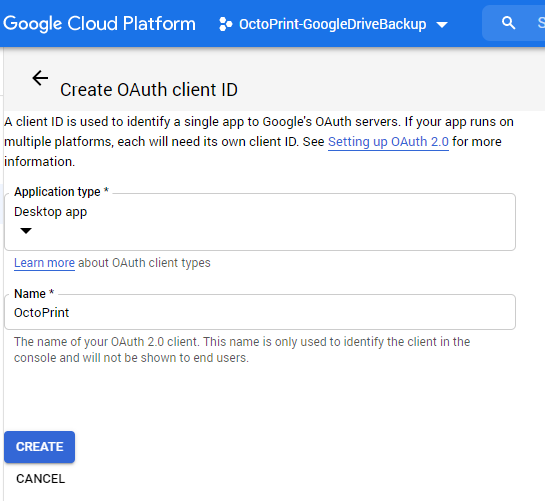 Google Cloud Platform OctoPrint-GoogleDriveBackup
Create OAuth client ID
A client ID is used to identify a single app to Google's OAuth servers. If your app runs on
multiple platforms, each will need its own client ID. See Setting up OAuth 2.0 for more
information.
Application type *
Desktop app
Learn more about OAuth client types
Name *
OctoPrint
The name of your OAuth 2.0 client. This name is only used to identify the client in the
console and will not be shown to end users.
CREATE
CANCEL